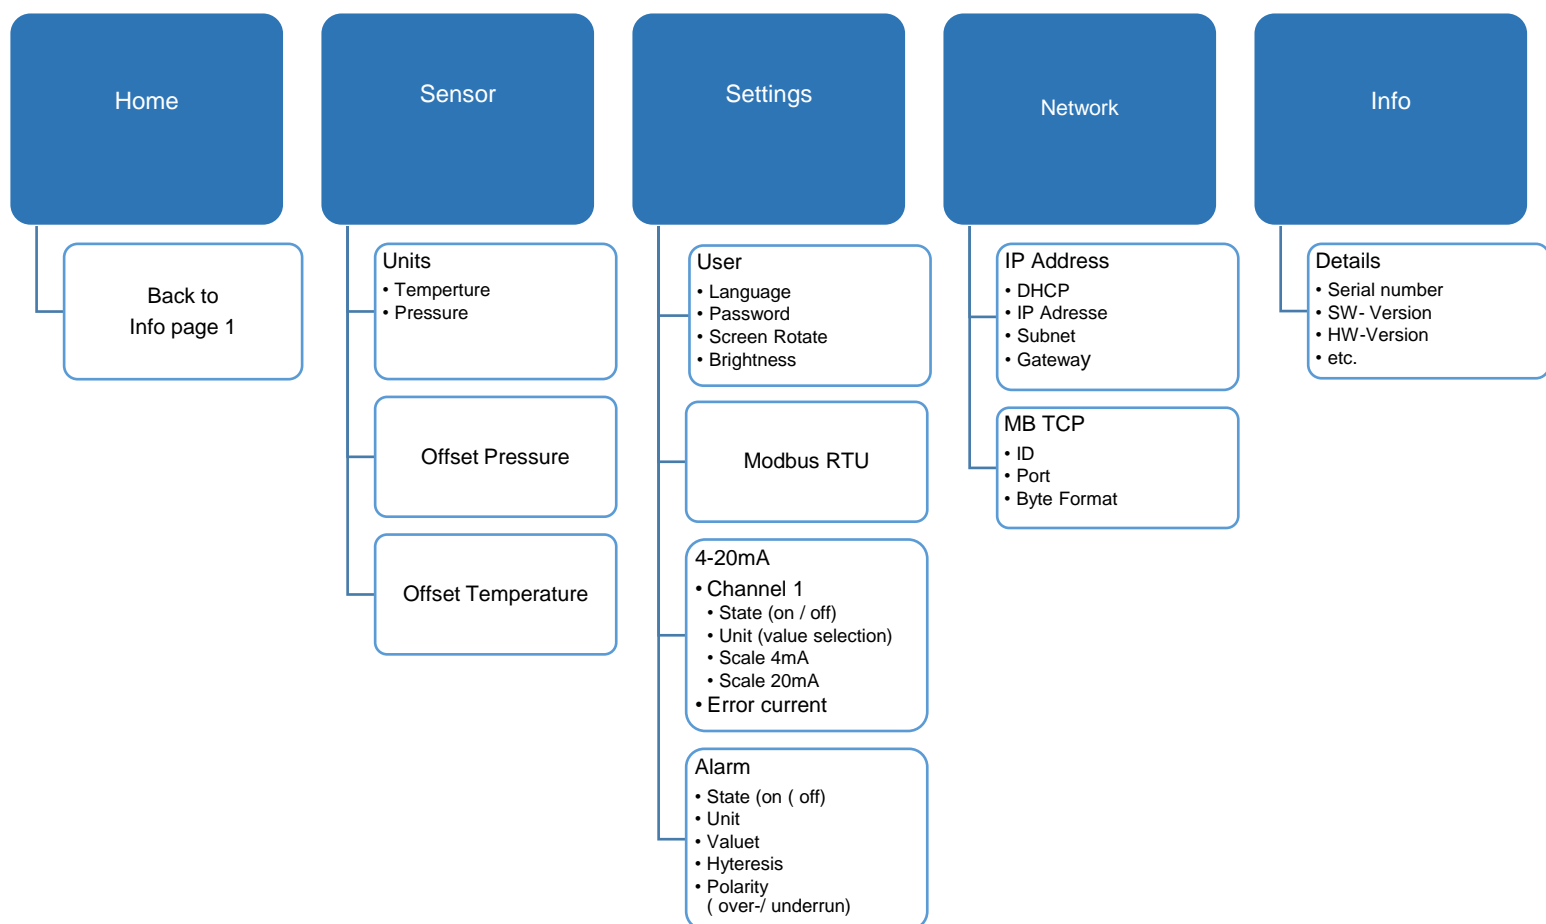 Home
Back to
Info page 1
Sensor
Units
• Temperture
• Pressure
Offset Pressure
Offset Temperature
Settings
User
• Language
• Password
• Screen Rotate
• Brightness
Modbus RTU
4-20mA
• Channel 1
• State (on / off)
• Unit (value selection)
• Scale 4mA
• Scale 20mA
• Error current
Alarm
• State (on ( off)
• Unit
• Valuet
• Hyteresis
• Polarity
( over-/ underrun)
Network
IP Address
• DHCP
• IP Adresse
• Subnet
• Gateway
MB TCP
• ID
• Port
• Byte Format
Info
Details
• Serial number
• SW- Version
• HW-Version
• etc.